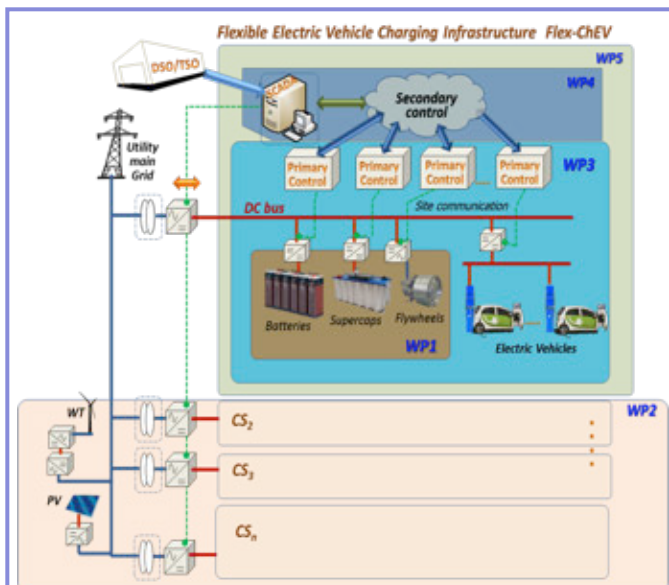 Flexible Electric Vehicle Charging Infrastructure Flex-ChEV
WP5
DSO/TSO
SCADA
WP4
Secondary
control
Utility
main
Grid
Primary
Control
Primary
Control
Primary
Control
Primary
Control
WP3
DC bus
Site communication
Batteries
Supercaps
Flywheels
WP1
Electric Vehicles
WP2
WT
CS2
CS3
PV
CSn